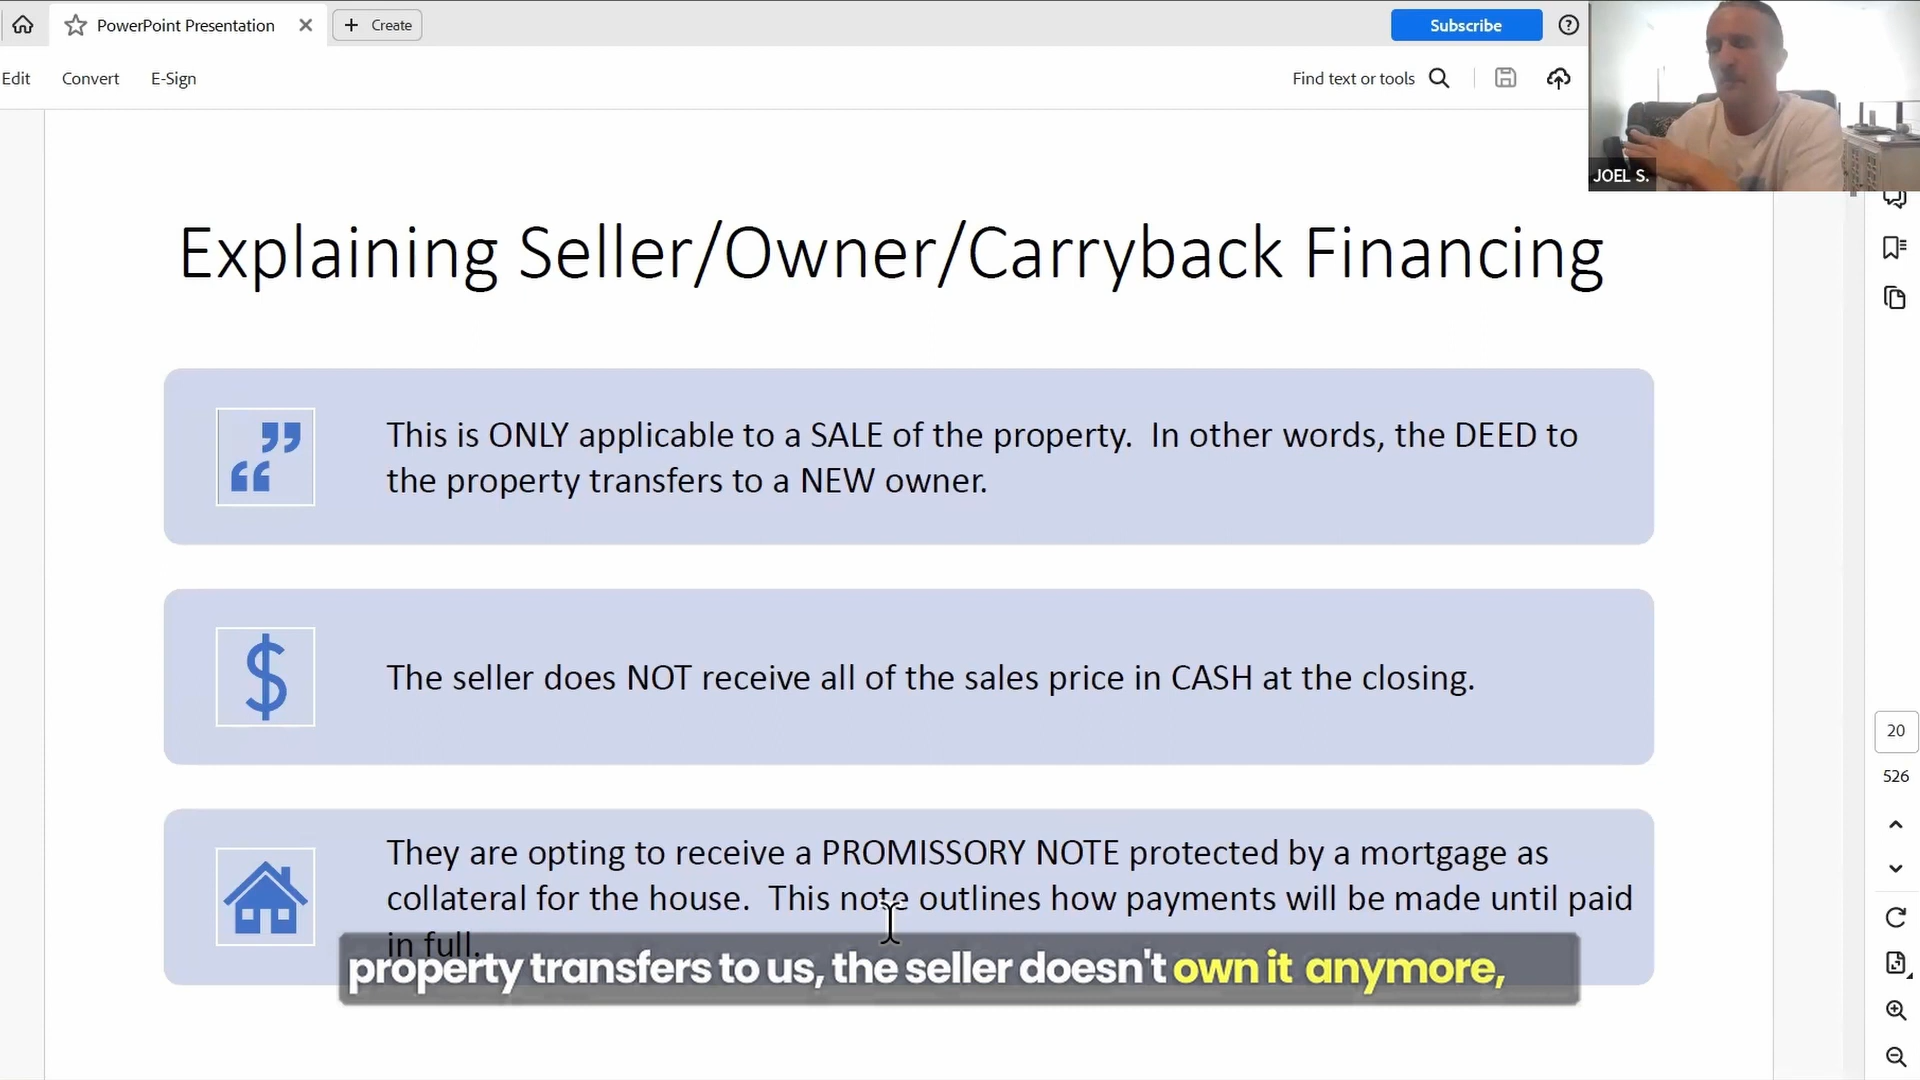 PowerPoint Presentation
Create
Subscribe
Edit
Convert
E-Sign
Find text or tools
JOEL S.
Explaining Seller/Owner/Carryback Financing
This is ONLY applicable to a SALE of the property.  In other words, the DEED to
the property transfers to a NEW owner.
The seller does NOT receive all of the sales price in CASH at the closing.
They are opting to receive a PROMISSORY NOTE protected by a mortgage as
collateral for the house.  This note outlines how payments will be made until paid
in full.
property transfers to us, the seller doesn't own it anymore,
20
526